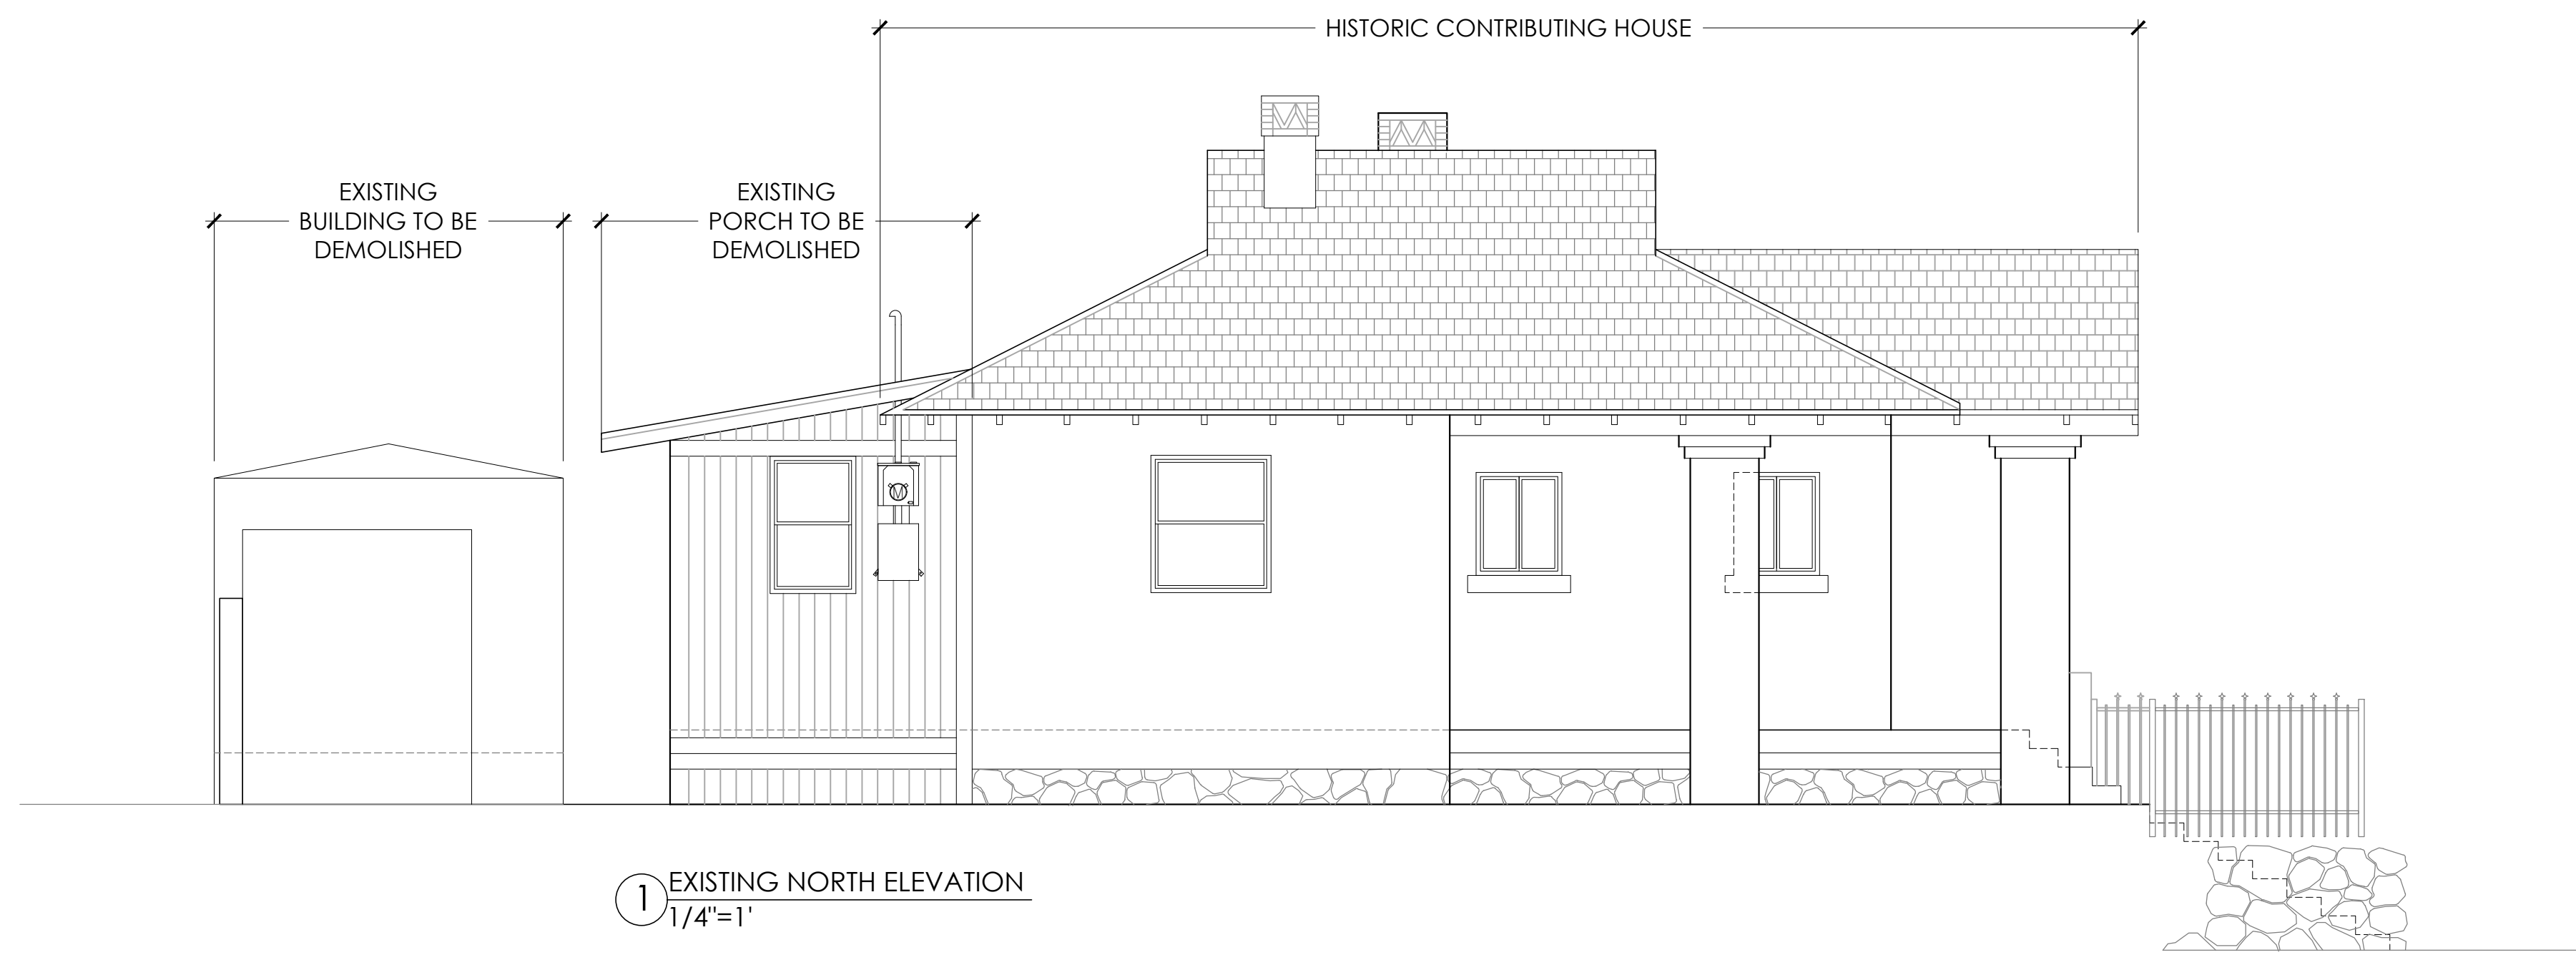 HISTORIC CONTRIBUTING HOUSE
EXISTING
BUILDING TO BE
DEMOLISHED
EXISTING
PORCH TO BE
DEMOLISHED
M
1
EXISTING NORTH ELEVATION
1/4"=1'